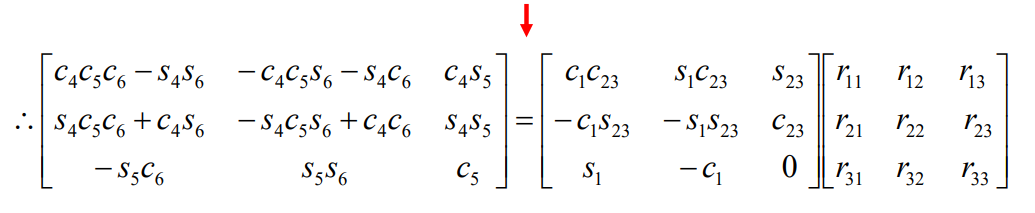 ∴ [ c₄c₅c₆ − s₄s₆  −c₄c₅s₆ − s₄c₆  c₄s₅ ] = [ c₁c₂₃  s₁c₂₃  s₂₃ ] [ r₁₁  r₁₂  r₁₃ ]
[ s₄c₅c₆ + c₄s₆  −s₄c₅s₆ + c₄c₆  s₄s₅ ] [ −c₁s₂₃  −s₁s₂₃  c₂₃ ] [ r₂₁  r₂₂  r₂₃ ]
[ −s₅c₆  s₅s₆  c₅ ] [ s₁  −c₁  0 ] [ r₃₁  r₃₂  r₃₃ ]